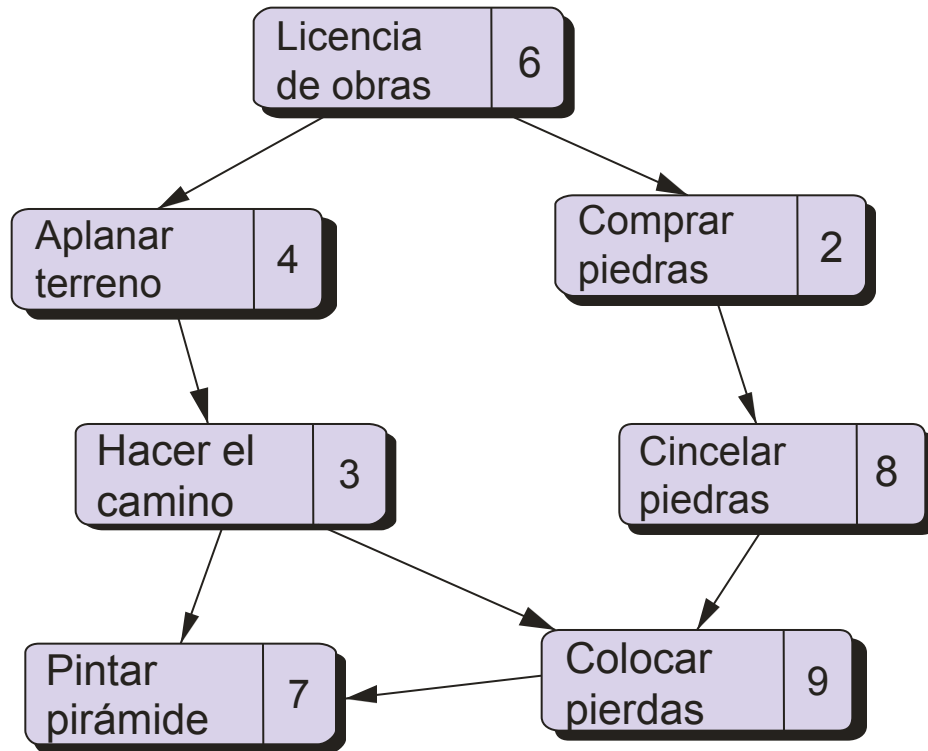 Licencia
de obras
6
Aplanar
terreno
4
Comprar
piedras
2
Hacer el
camino
3
Cincelar
piedras
8
Pintar
pirámide
7
Colocar
pierdas
9